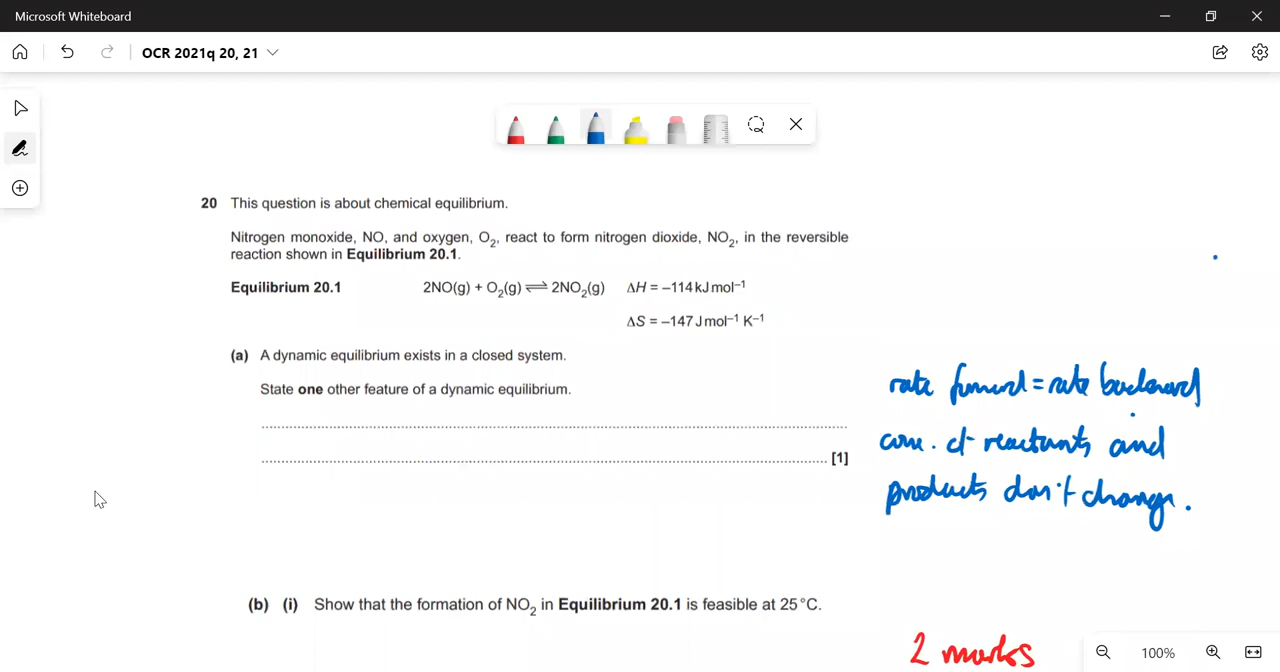 Microsoft Whiteboard
OCR 2021q 20, 21
20 This question is about chemical equilibrium.
Nitrogen monoxide, NO, and oxygen, O₂, react to form nitrogen dioxide, NO₂, in the reversible
reaction shown in Equilibrium 20.1.
Equilibrium 20.1 2NO(g) + O₂(g) ⇌ 2NO₂(g) ΔH = –114 kJ mol⁻¹
ΔS = –147 J mol⁻¹ K⁻¹
(a) A dynamic equilibrium exists in a closed system.
State one other feature of a dynamic equilibrium.
[1]
rate forward = rate backward
conc. of reactants and
products don't change.
(b) (i) Show that the formation of NO₂ in Equilibrium 20.1 is feasible at 25 °C.
2 marks
100%